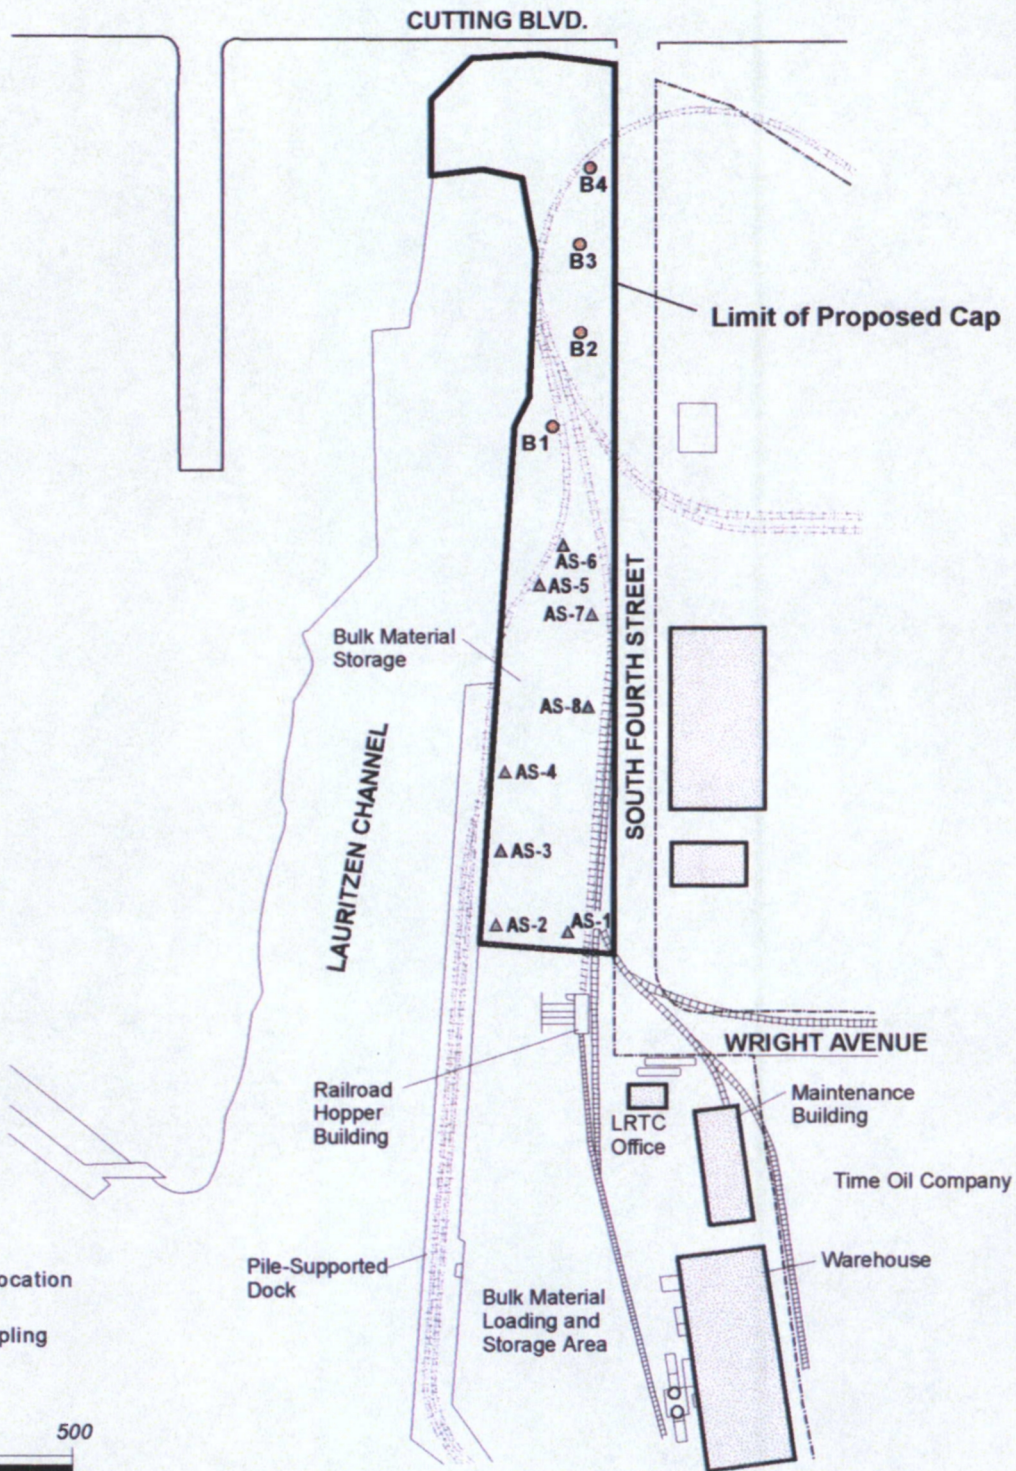 CUTTING BLVD.
B4
B3
Limit of Proposed Cap
B2
B1
AS-6
AS-5
AS-7
SOUTH FOURTH STREET
Bulk Material
Storage
AS-8
LAURITZEN CHANNEL
AS-4
AS-3
AS-2
AS-1
WRIGHT AVENUE
Railroad
Hopper
Building
LRTC
Office
Maintenance
Building
Time Oil Company
Pile-Supported
Dock
Warehouse
Bulk Material
Loading and
Storage Area
ocation
pling
500